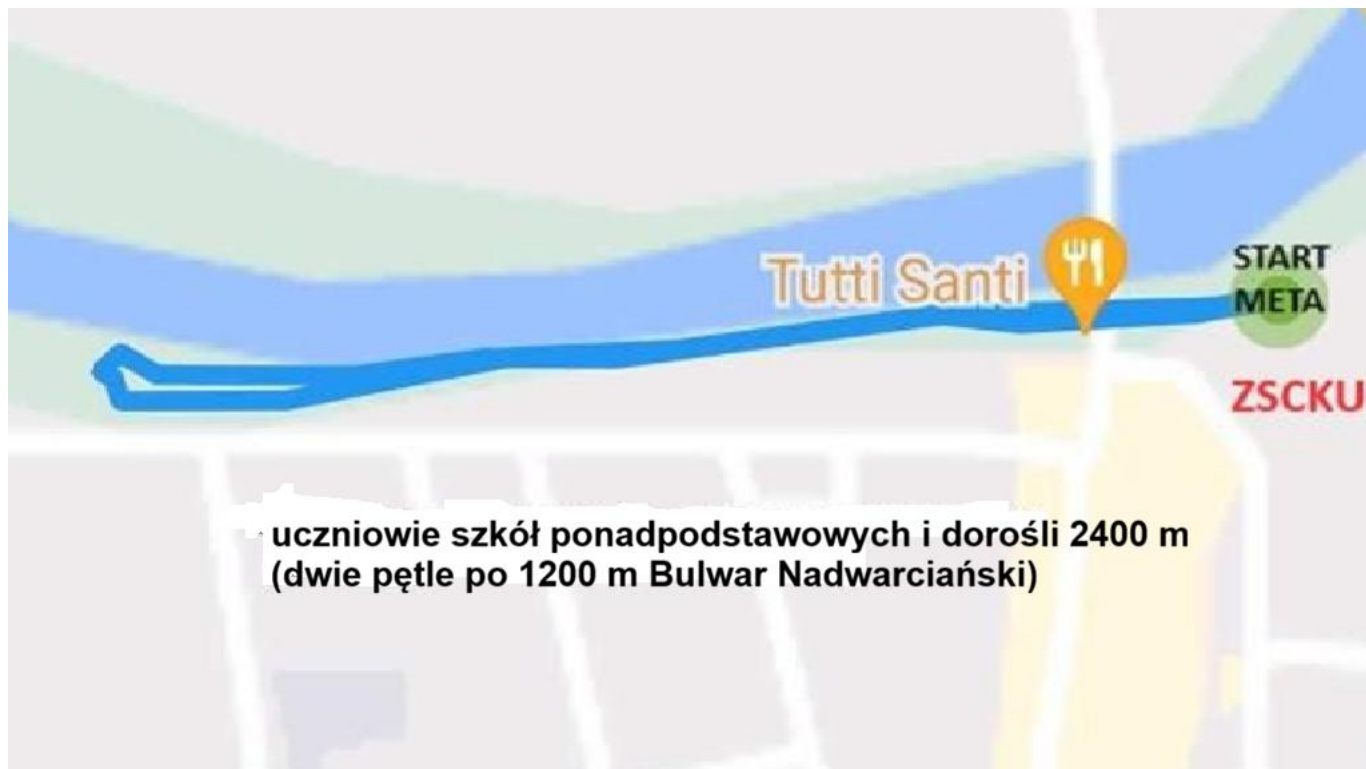 START
Tutti Santi
META
ZSCKU
uczniowie szkół ponadpodstawowych i dorośli 2400 m
(dwie pętle po 1200 m Bulwar Nadwarciański)